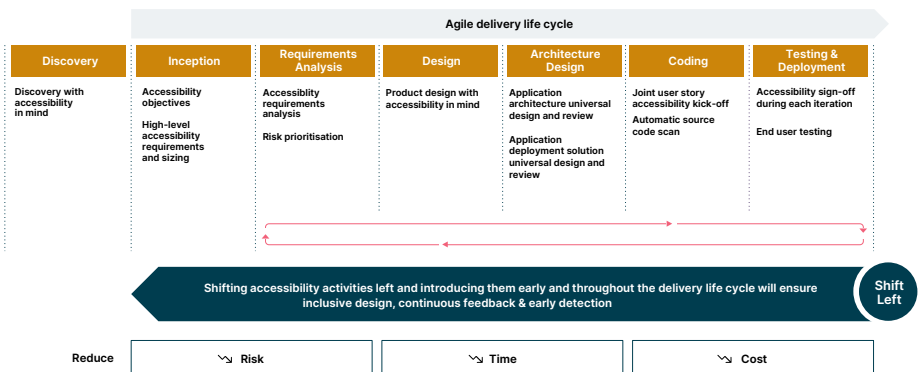 Agile delivery life cycle
Discovery
Inception
Requirements
Analysis
Design
Architecture
Design
Coding
Testing &
Deployment
Discovery with
accessibility
in mind
Accessibility
objectives
High-level
accessibility
requirements
and sizing
Accessiblity
requirements
analysis
Risk prioritisation
Product design with
accessibility in mind
Application
architecture universal
design and review
Application
deployment solution
universal design and
review
Joint user story
accessibility kick-off
Automatic source
code scan
Accessibility sign-off
during each iteration
End user testing
Shifting accessibility activities left and introducing them early and throughout the delivery life cycle will ensure
inclusive design, continuous feedback & early detection
Shift
Left
Reduce
Risk
Time
Cost